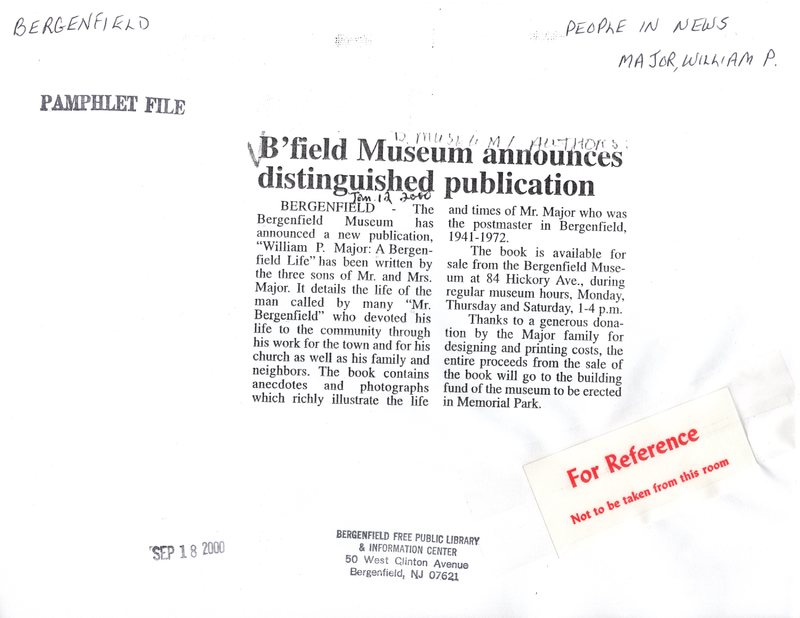 BERGENFIELD
PEOPLE IN NEWS
MAJOR, WILLIAM P.
PAMPHLET FILE
MUSEUM / AUTHORS
B'field Museum announces
distinguished publication
Jan. 12 2000
BERGENFIELD - The
Bergenfield Museum has
announced a new publication,
"William P. Major: A Bergen-
field Life" has been written by
the three sons of Mr. and Mrs.
Major. It details the life of the
man called by many "Mr.
Bergenfield" who devoted his
life to the community through
his work for the town and for his
church as well as his family and
neighbors. The book contains
anecdotes and photographs
which richly illustrate the life
and times of Mr. Major who was
the postmaster in Bergenfield,
1941-1972.
The book is available for
sale from the Bergenfield Muse-
um at 84 Hickory Ave., during
regular museum hours, Monday,
Thursday and Saturday, 1-4 p.m.
Thanks to a generous dona-
tion by the Major family for
designing and printing costs, the
entire proceeds from the sale of
the book will go to the building
fund of the museum to be erected
in Memorial Park.
For Reference
Not to be taken from this room
SEP 18 2000
BERGENFIELD FREE PUBLIC LIBRARY
& INFORMATION CENTER
50 West Clinton Avenue
Bergenfield, NJ 07621